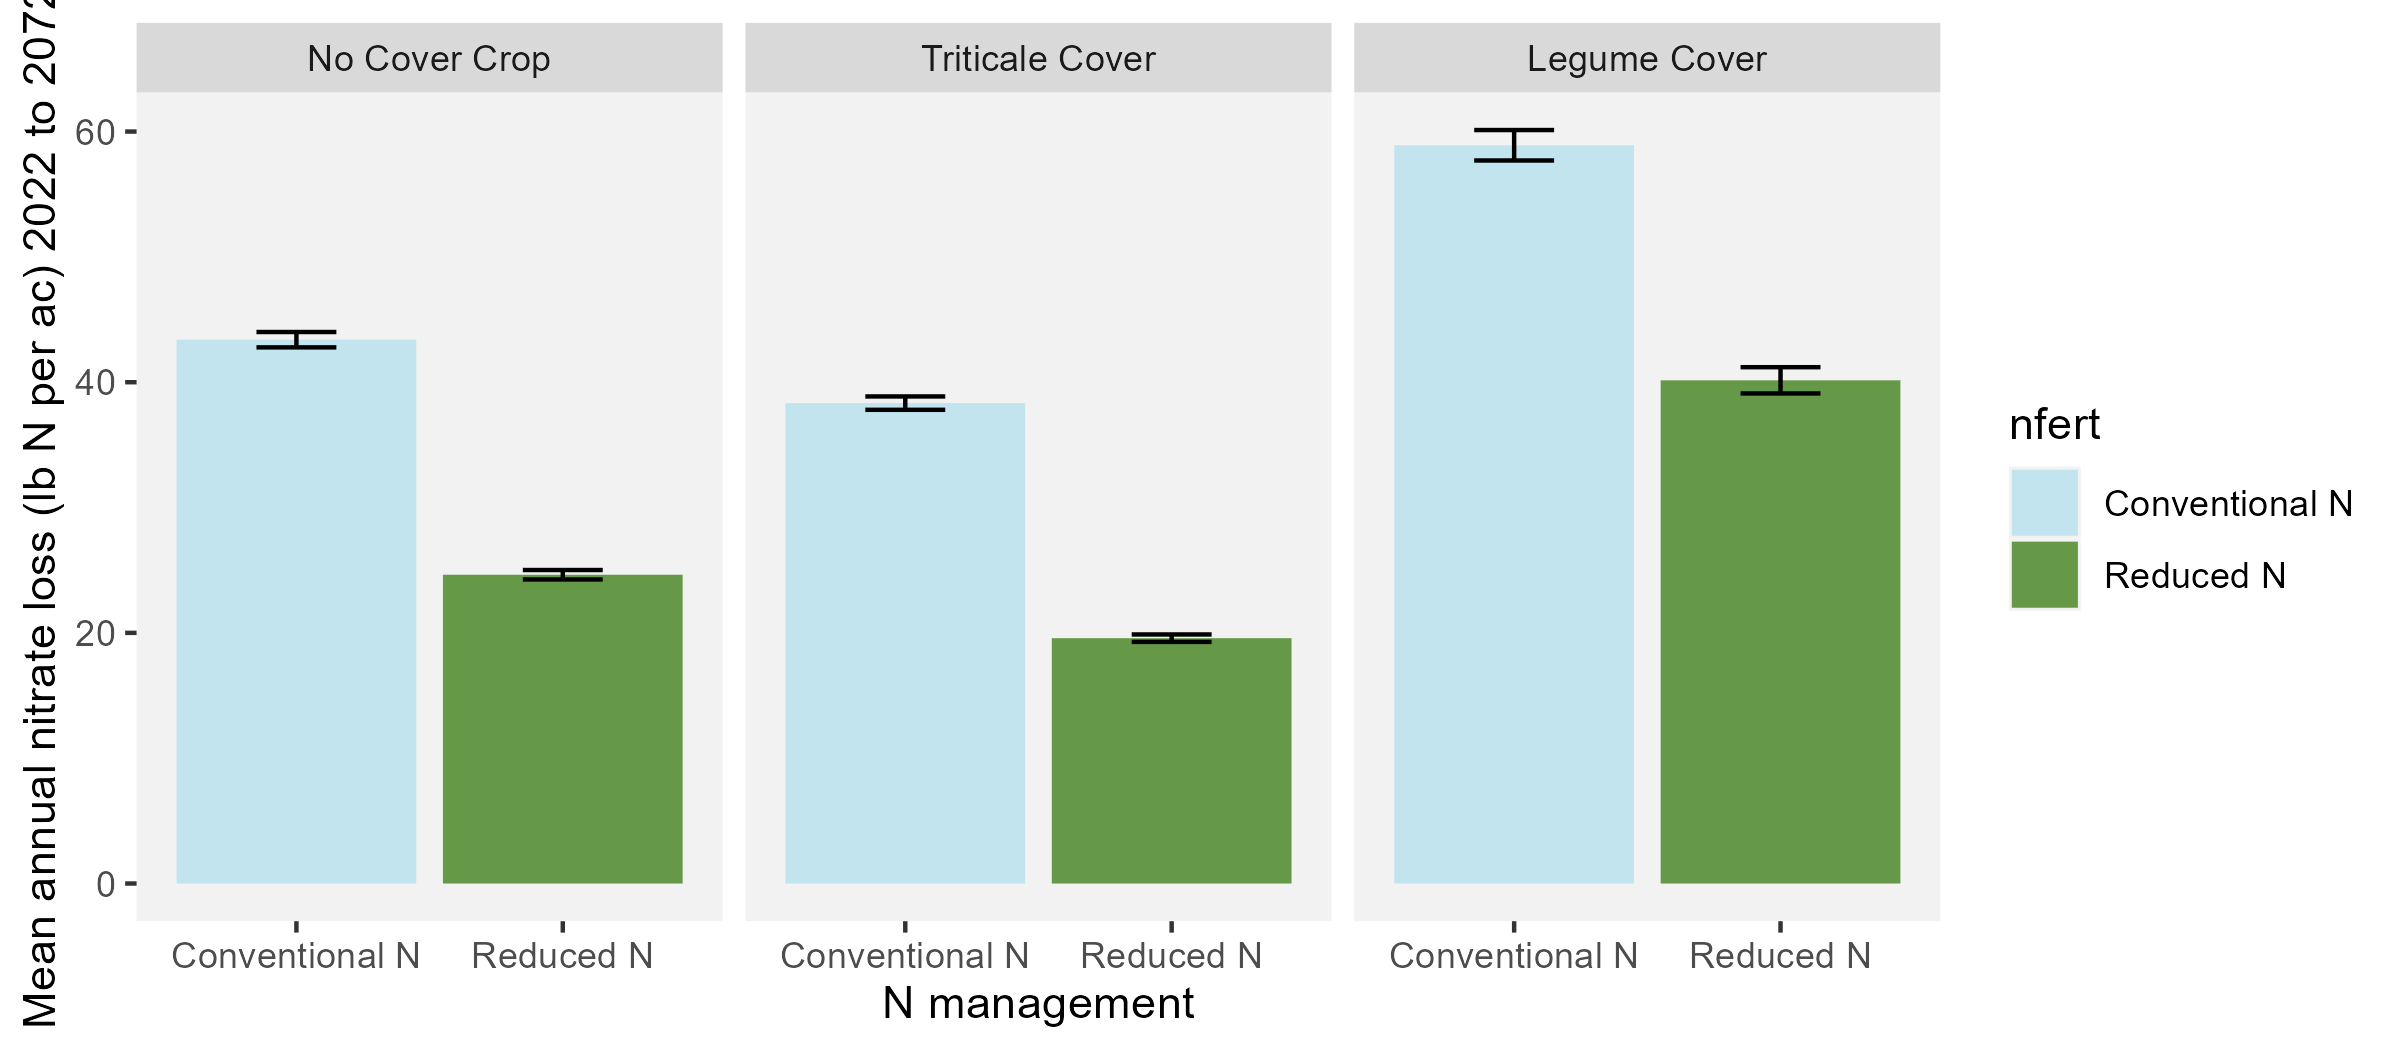 Mean annual nitrate loss (lb N per ac) 2022 to 2072
No Cover Crop
Triticale Cover
Legume Cover
60
40
20
0
Conventional N
Reduced N
Conventional N
Reduced N
Conventional N
Reduced N
N management
nfert
Conventional N
Reduced N